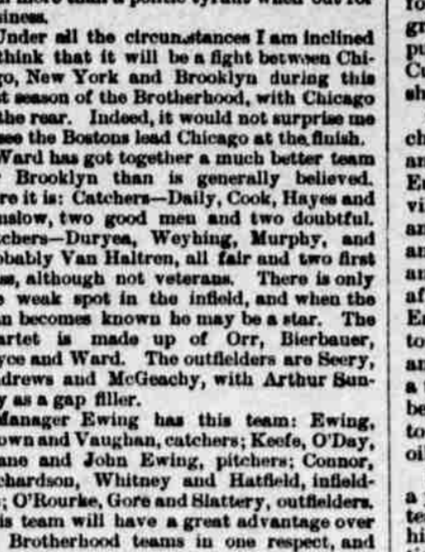 siness.
Under all the circumstances I am inclined
think that it will be a fight between Chi-
go, New York and Brooklyn during this
t season of the Brotherhood, with Chicago
the rear. Indeed, it would not surprise me
see the Bostons lead Chicago at the finish.
Ward has got together a much better team
Brooklyn than is generally believed.
re it is: Catchers—Daily, Cook, Hayes and
nslow, two good men and two doubtful.
tchers—Duryea, Weyhing, Murphy, and
obably Van Haltren, all fair and two first
ss, although not veterans. There is only
e weak spot in the infield, and when the
n becomes known he may be a star. The
artet is made up of Orr, Bierbauer,
yce and Ward. The outfielders are Seery,
ndrews and McGeachy, with Arthur Sun-
y as a gap filler.
Manager Ewing has this team: Ewing,
own and Vaughan, catchers; Keefe, O'Day,
ane and John Ewing, pitchers; Connor,
chardson, Whitney and Hatfield, infield-
s; O'Rourke, Gore and Slattery, outfielders.
is team will have a great advantage over
Brotherhood teams in one respect, and